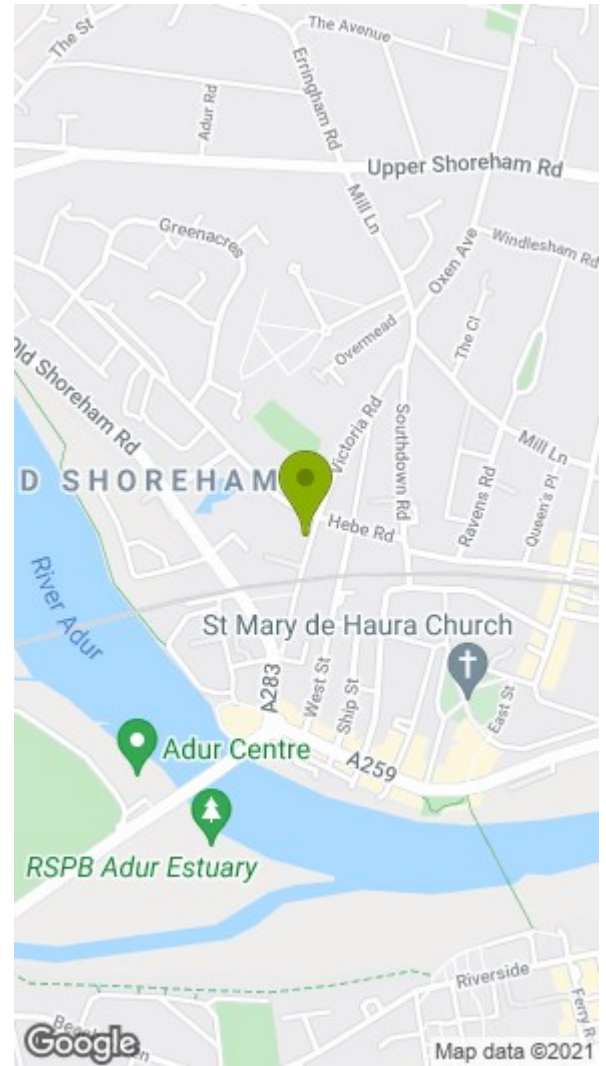 The St
The Avenue
Erringham Rd
Adur Rd
Upper Shoreham Rd
Mill Ln
Greenacres
Oxen Ave
Windlesham Rd
Overmead
The Cl
Old Shoreham Rd
Victoria Rd
Southdown Rd
Mill Ln
D SHOREHAM
Ravens Rd
Queen's Pl
Hebe Rd
River Adur
St Mary de Haura Church
A283
West St
Ship St
East St
Adur Centre
A259
RSPB Adur Estuary
Riverside
Ferry R
Google
Map data ©2021